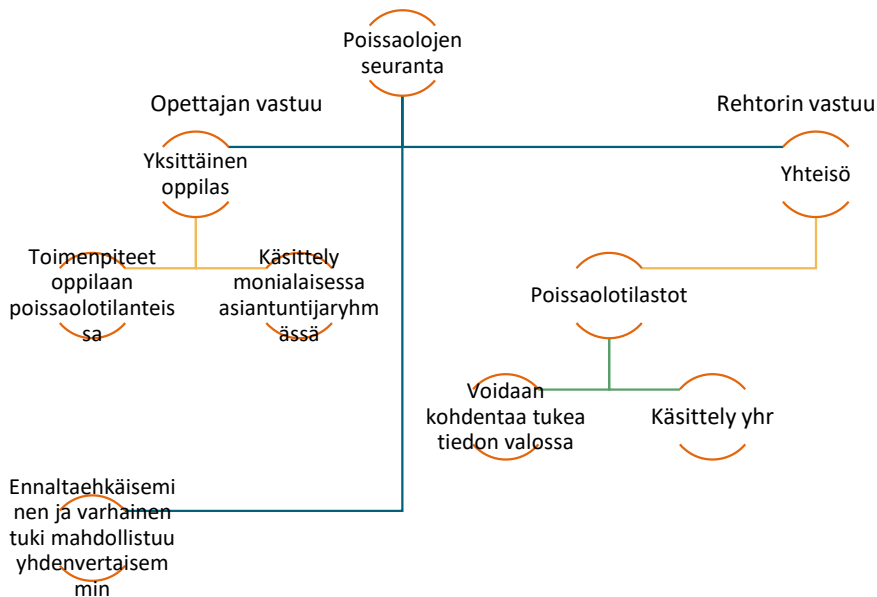 Poissaolojen
seuranta
Opettajan vastuu
Rehtorin vastuu
Yksittäinen
oppilas
Yhteisö
Toimenpiteet
oppilaan
poissaolotilanteis
sa
Käsittely
monialaisessa
asiantuntijaryhm
ässä
Poissaolotilastot
Voidaan
kohdentaa tukea
tiedon valossa
Käsittely yhr
Ennaltaehkäisemi
nen ja varhainen
tuki mahdollistuu
yhdenvertaisem
min